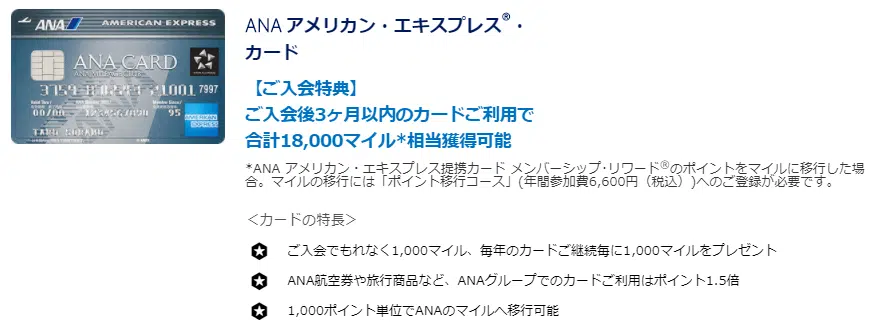 ANA
AMERICAN EXPRESS
ANA CARD
ANA MILEAGE CLUB
7997
00/00
95
AMERICAN
EXPRESS
ANA アメリカン・エキスプレス®・
カード
【ご入会特典】
ご入会後3ヶ月以内のカードご利用で
合計18,000マイル*相当獲得可能
*ANA アメリカン・エキスプレス提携カード メンバーシップ・リワード®のポイントをマイルに移行した場
合。マイルの移行には「ポイント移行コース」(年間参加費6,600円（税込）)へのご登録が必要です。
＜カードの特長＞
ご入会でもれなく1,000マイル、毎年のカードご継続毎に1,000マイルをプレゼント
ANA航空券や旅行商品など、ANAグループでのカードご利用はポイント1.5倍
1,000ポイント単位でANAのマイルへ移行可能